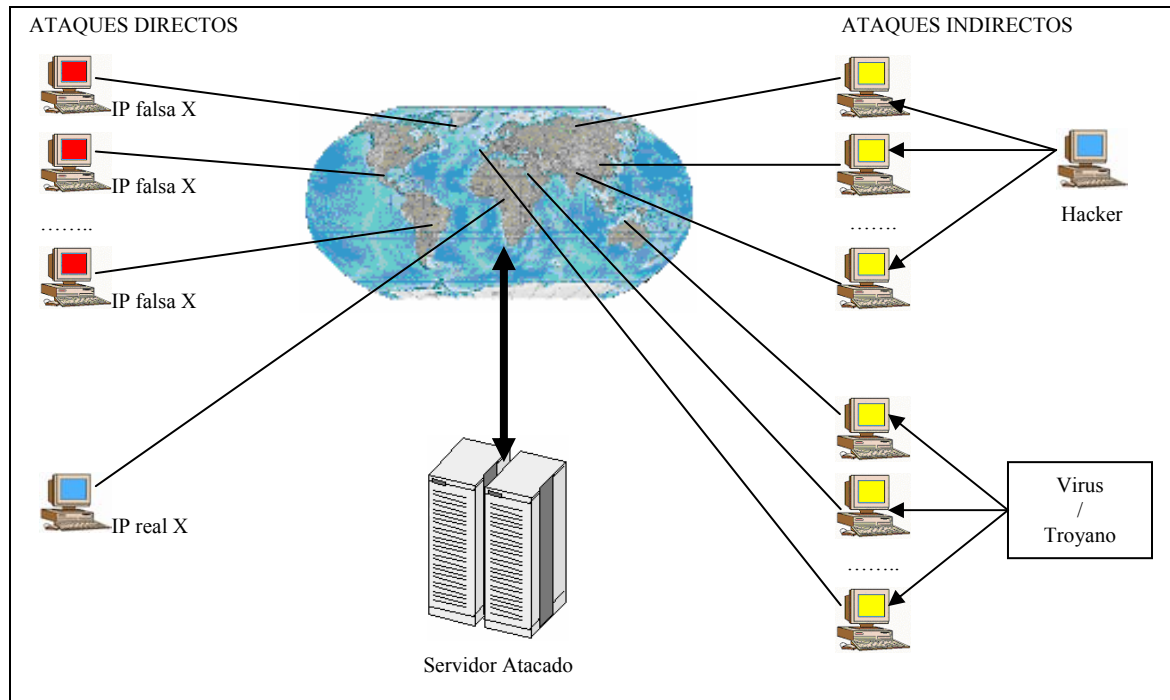 ATAQUES DIRECTOS
ATAQUES INDIRECTOS
IP falsa X
IP falsa X
……..
IP falsa X
IP real X
Servidor Atacado
…….
Hacker
……..
Virus
/
Troyano